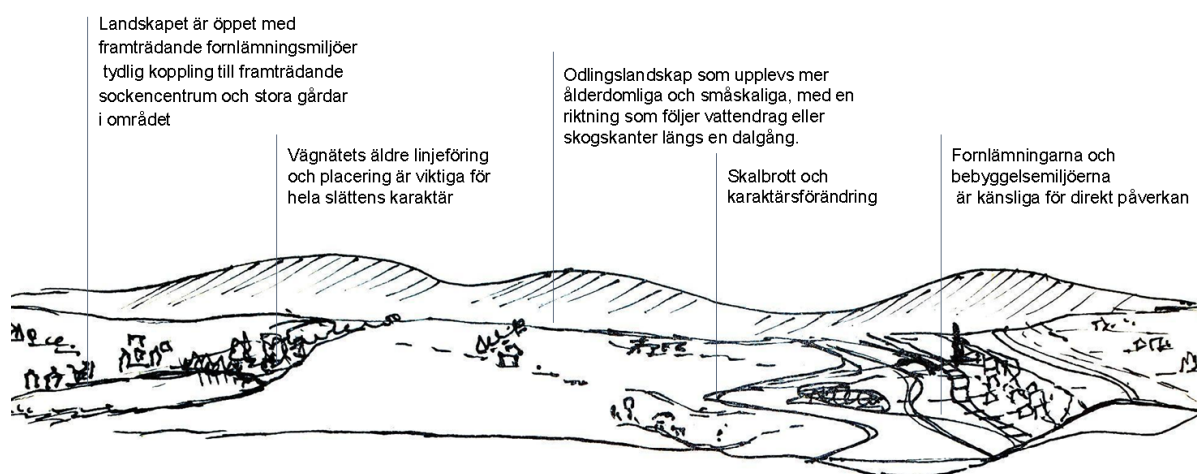 Landskapet är öppet med
framträdande fornlämningsmiljöer
tydlig koppling till framträdande
sockencentrum och stora gårdar
i området
Vägnätets äldre linjeföring
och placering är viktiga för
hela slättens karaktär
Odlingslandskap som upplevs mer
ålderdomliga och småskaliga, med en
riktning som följer vattendrag eller
skogskanter längs en dalgång.
Skalbrott och
karaktärsförändring
Fornlämningarna och
bebyggelsemiljöerna
är känsliga för direkt påverkan